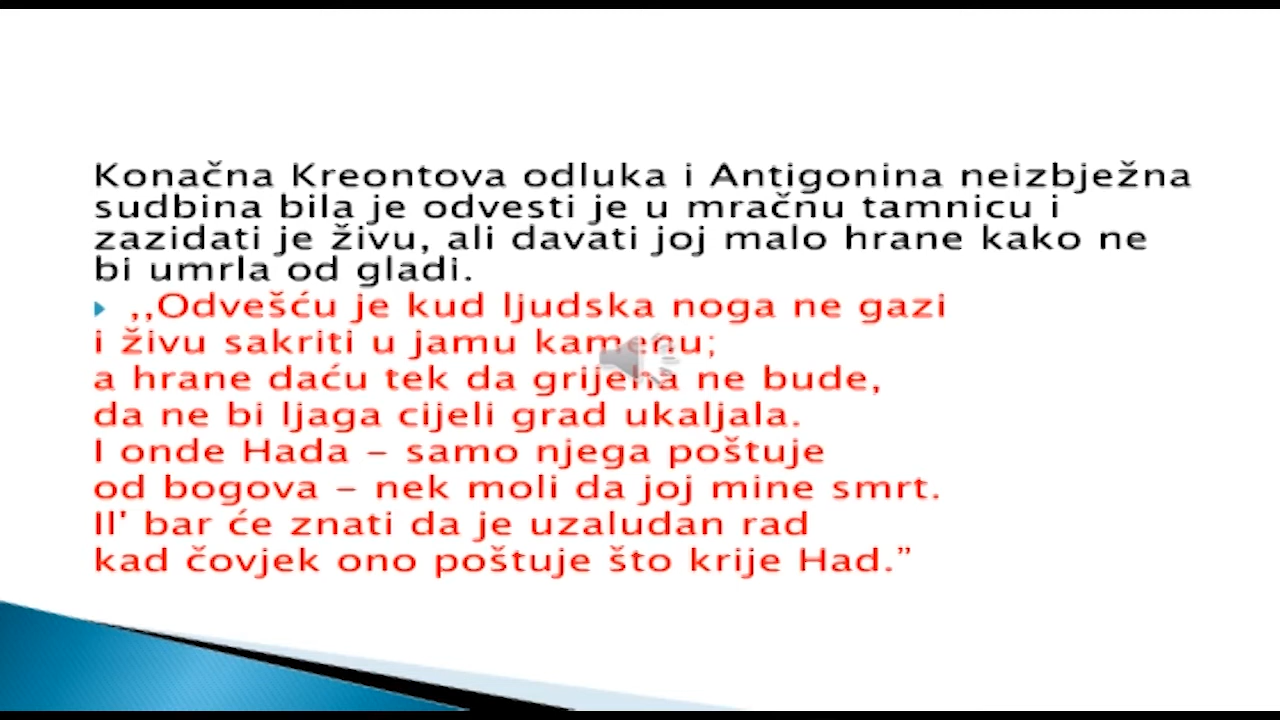 Konačna Kreontova odluka i Antigonina neizbježna
sudbina bila je odvesti je u mračnu tamnicu i
zazidati je živu, ali davati joj malo hrane kako ne
bi umrla od gladi.
,,Odvešću je kud ljudska noga ne gazi
i živu sakriti u jamu kamenu;
a hrane daću tek da grijeha ne bude,
da ne bi ljaga cijeli grad ukaljala.
I onde Hada – samo njega poštuje
od bogova – nek moli da joj mine smrt.
Il' bar će znati da je uzaludan rad
kad čovjek ono poštuje što krije Had.”